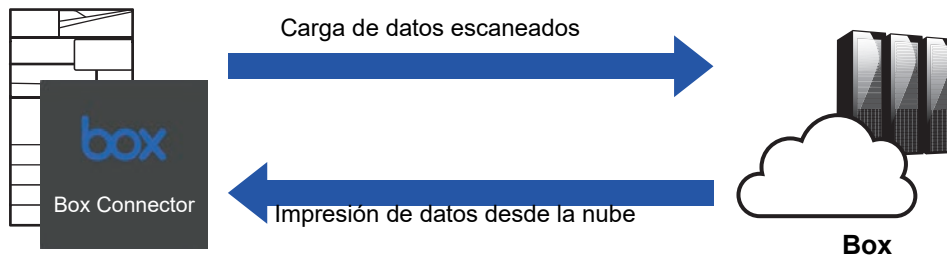 Carga de datos escaneados
box
Box Connector
Impresión de datos desde la nube
Box